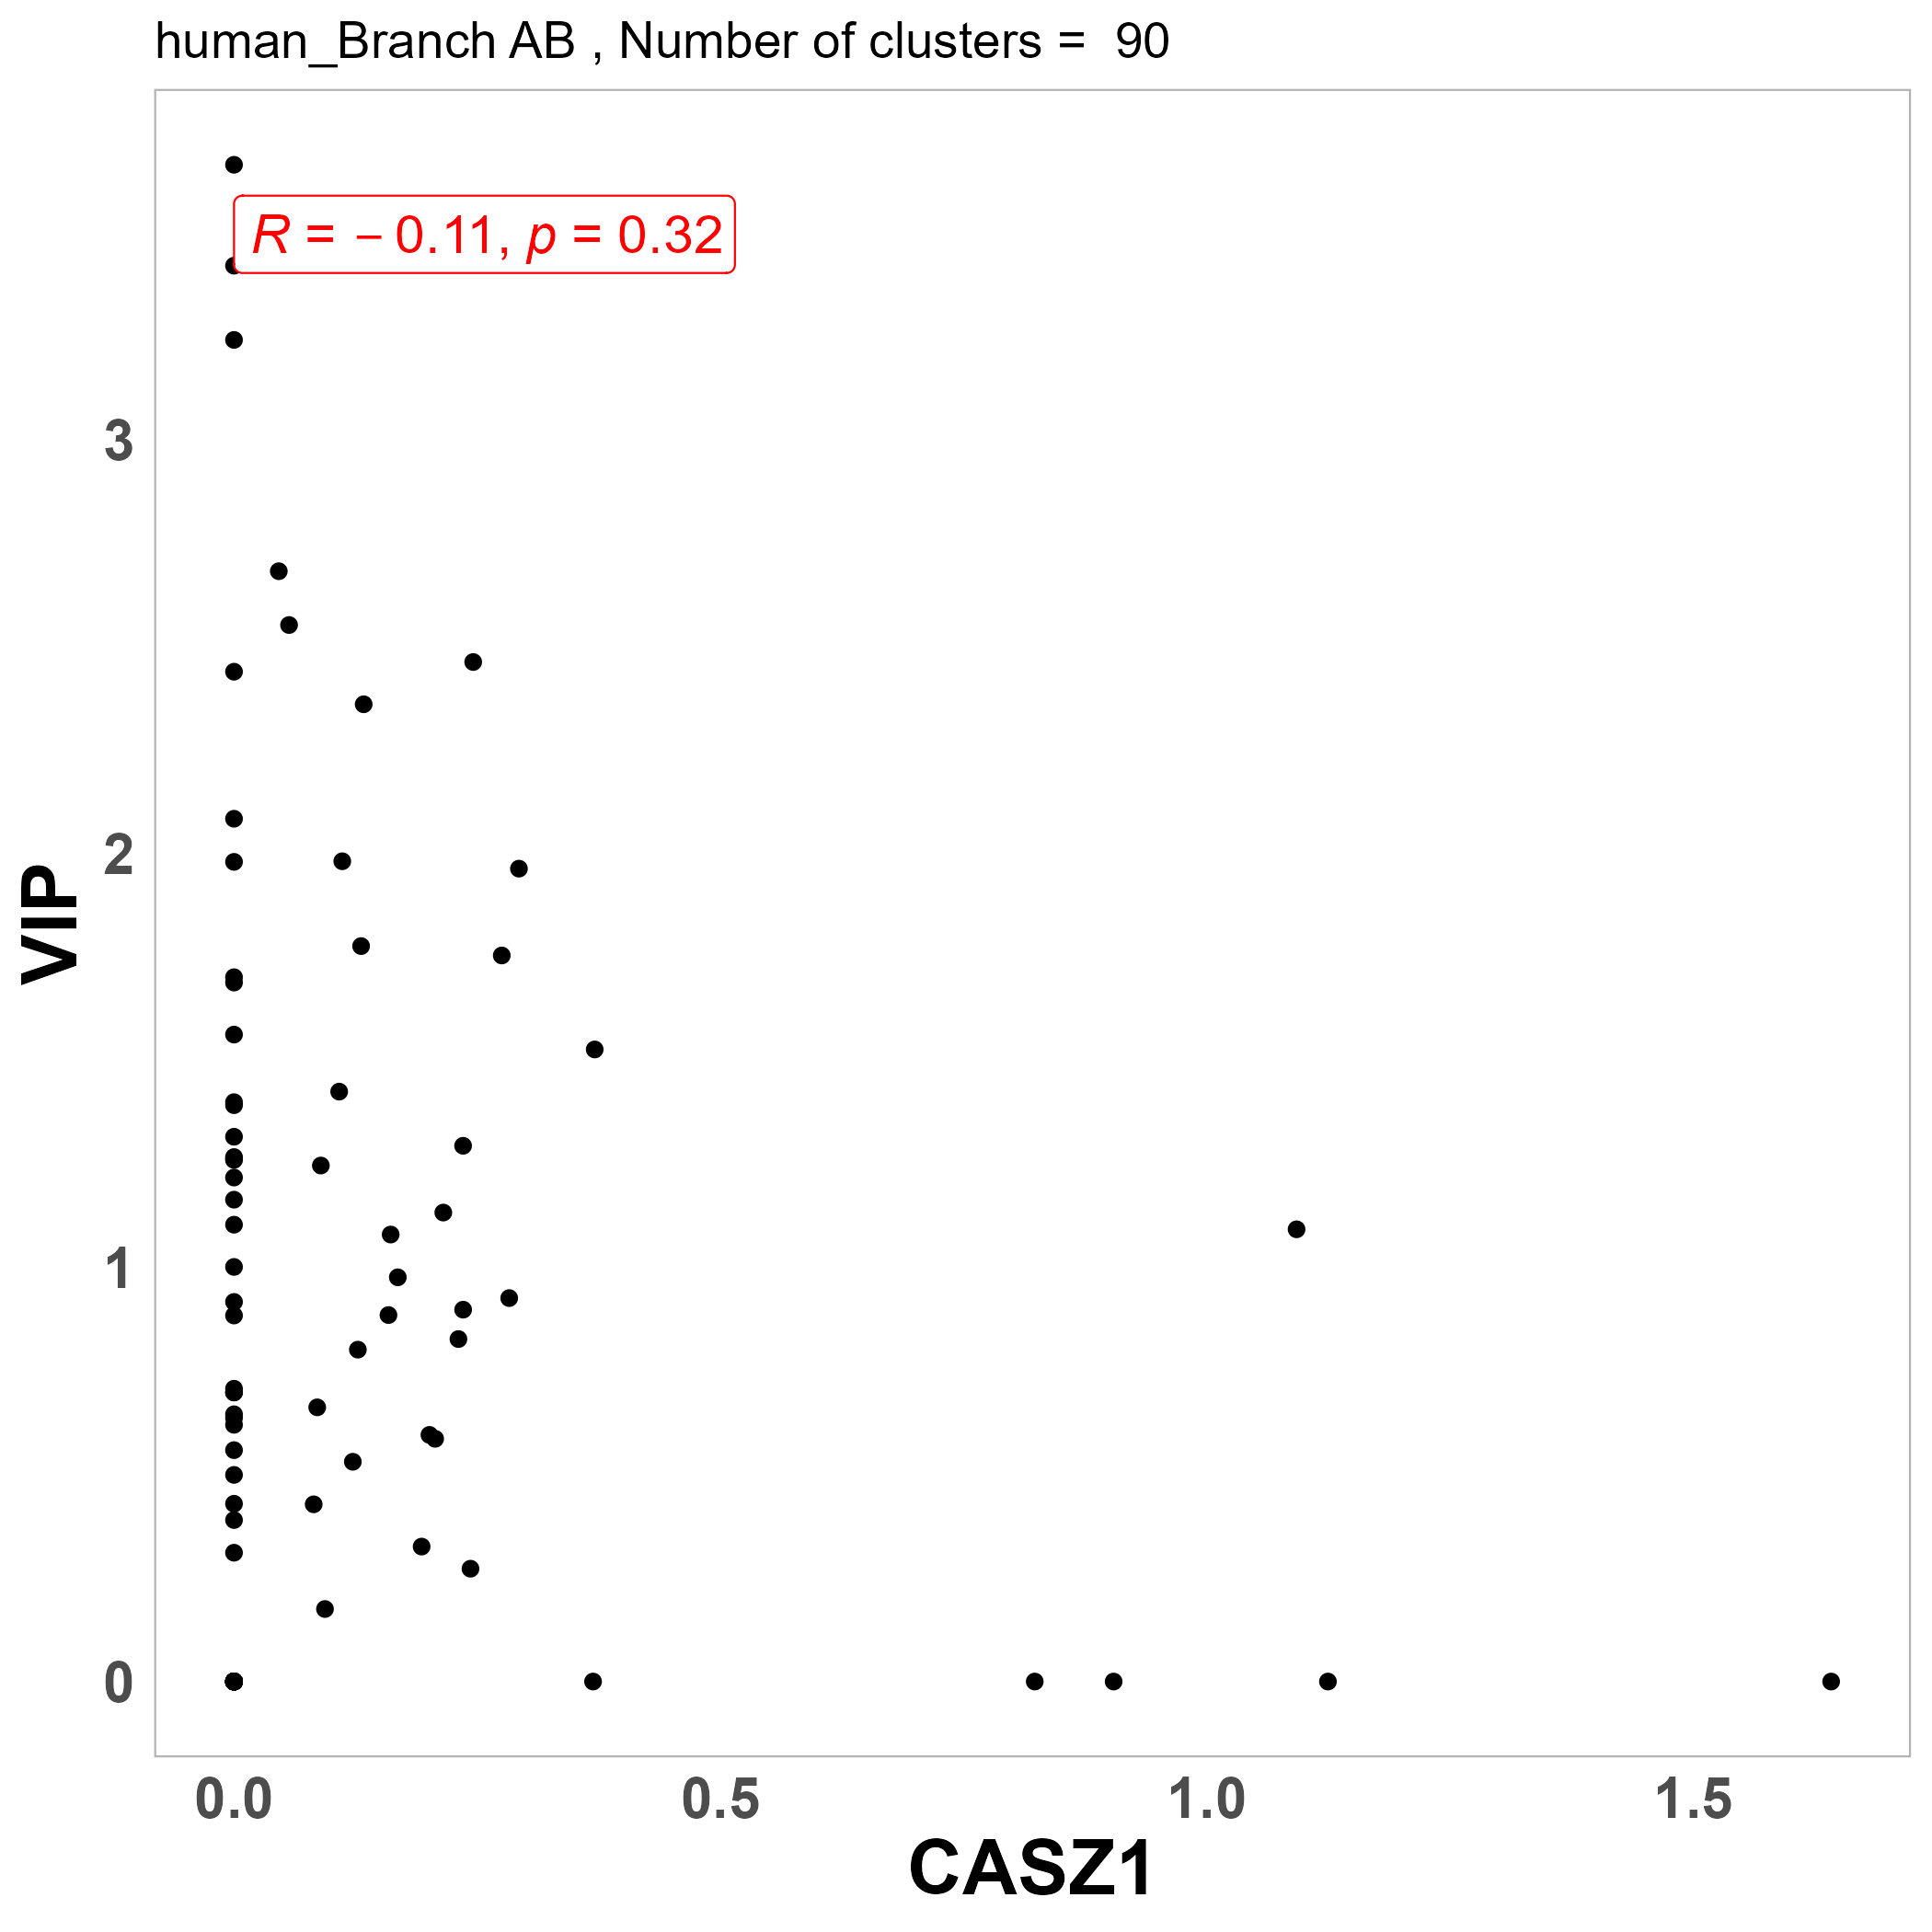 human_Branch AB , Number of clusters =  90
R = − 0.11, p = 0.32
3
2
1
0
VIP
0.0 0.5 1.0 1.5
CASZ1